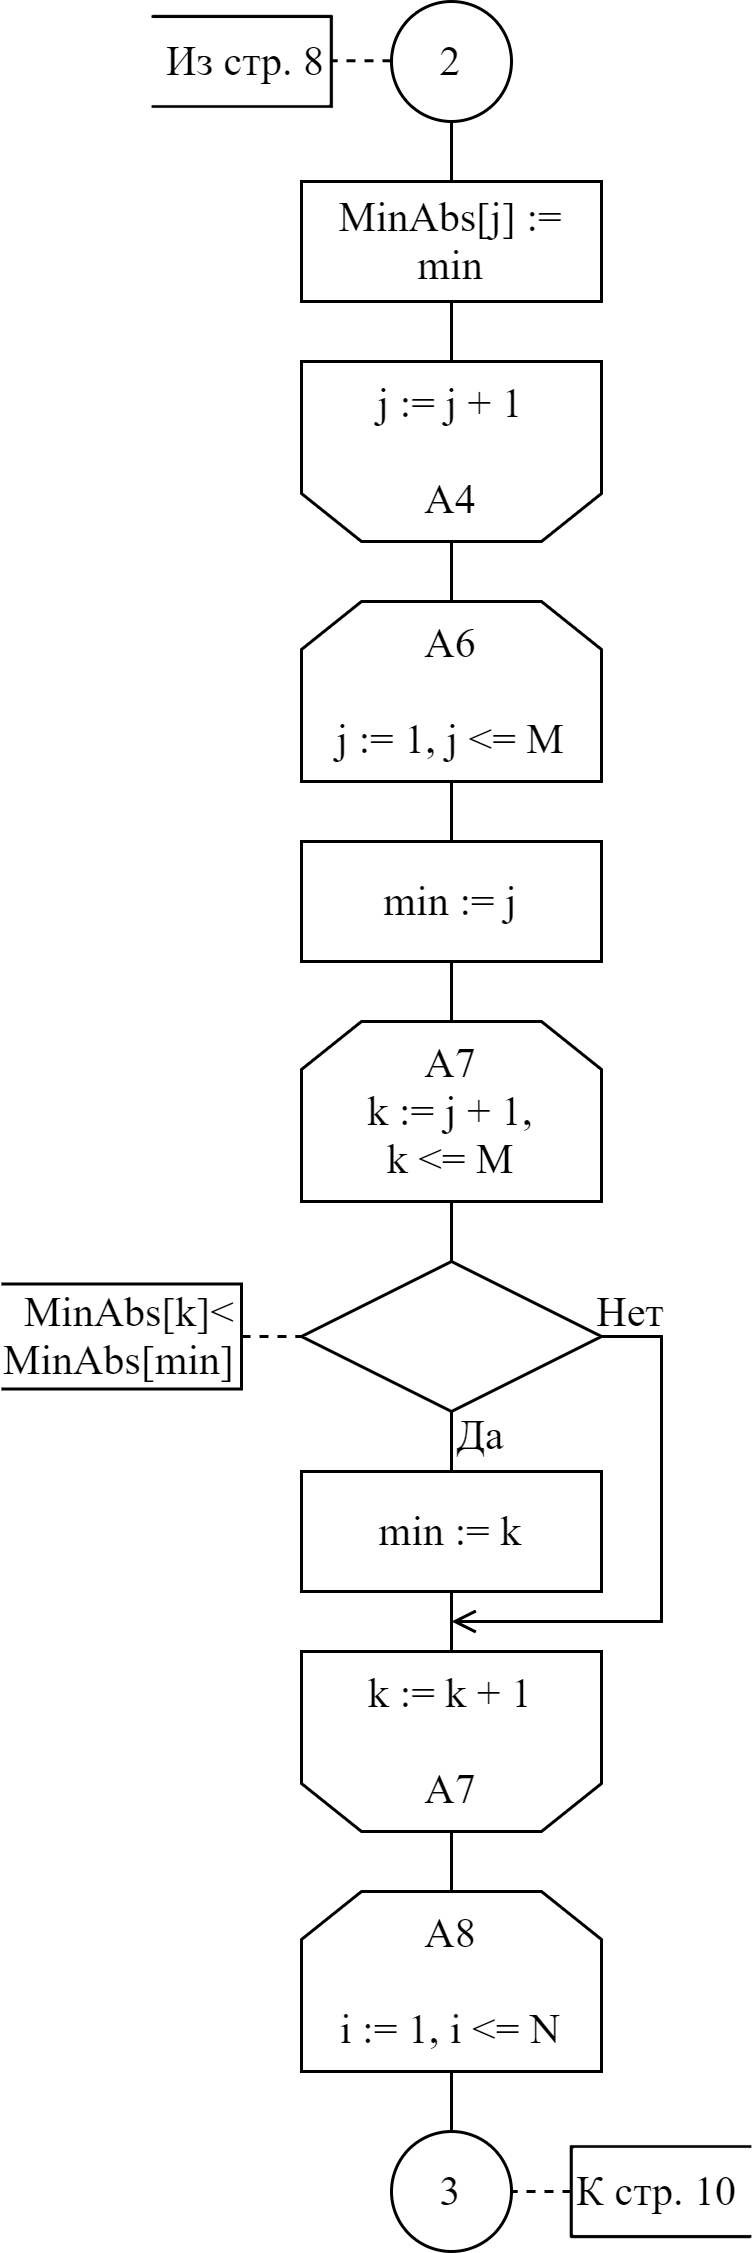 Из стр. 8
2
MinAbs[j] :=
min
j := j + 1
A4
A6
j := 1, j <= M
min := j
A7
k := j + 1,
k <= M
MinAbs[k]<
MinAbs[min]
Нет
Да
min := k
k := k + 1
A7
A8
i := 1, i <= N
3
К стр. 10